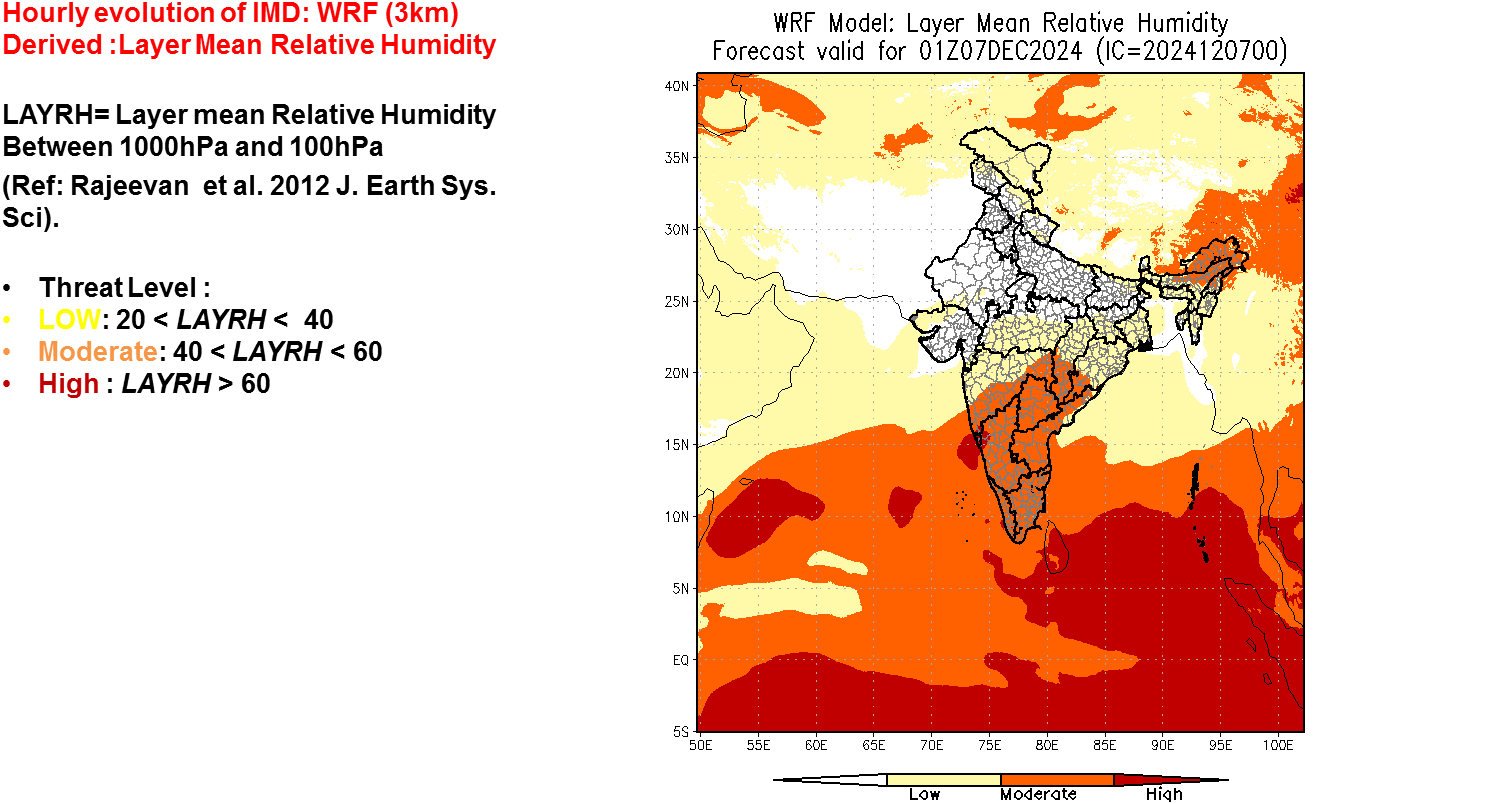 Hourly evolution of IMD: WRF (3km)
Derived :Layer Mean Relative Humidity
LAYRH= Layer mean Relative Humidity
Between 1000hPa and 100hPa
(Ref: Rajeevan et al. 2012 J. Earth Sys.
Sci).
• Threat Level :
• LOW: 20 < LAYRH < 40
• Moderate: 40 < LAYRH < 60
• High : LAYRH > 60
WRF Model: Layer Mean Relative Humidity
Forecast valid for 01Z07DEC2024 (IC=2024120700)
40N
35N
30N
25N
20N
15N
10N
5N
EQ
5S
50E 55E 60E 65E 70E 75E 80E 85E 90E 95E 100E
Low Moderate High